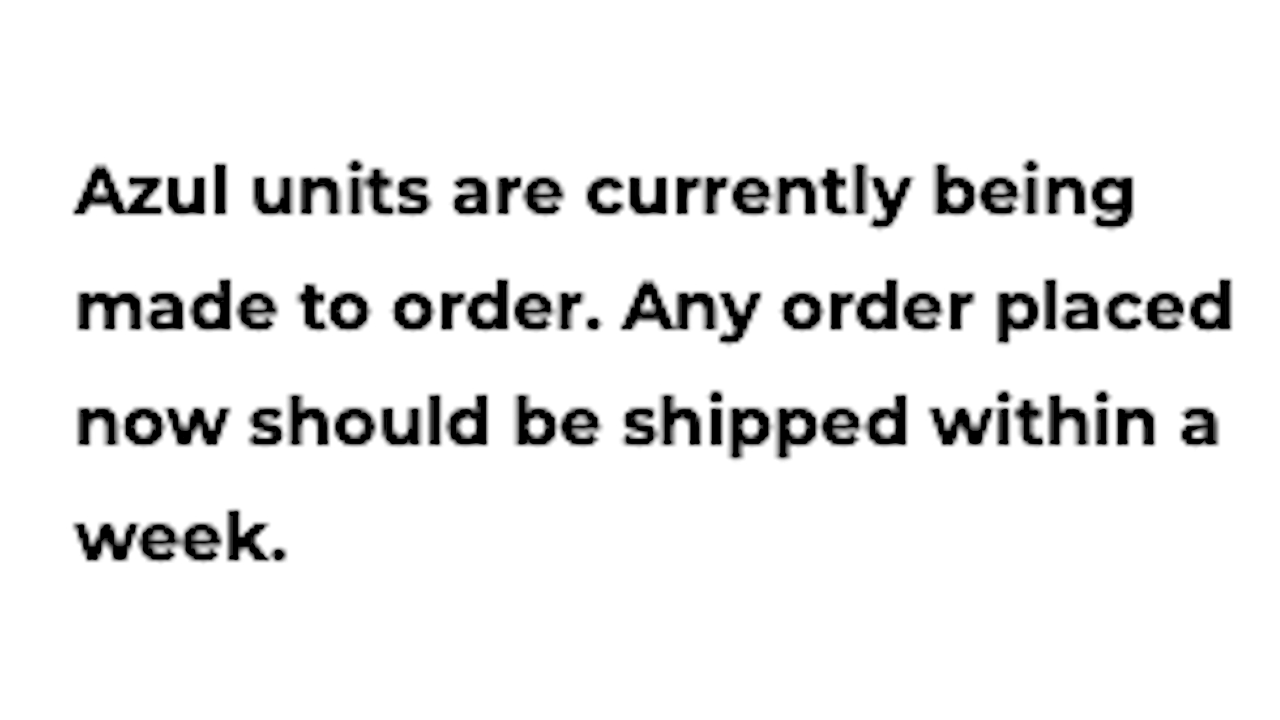 Azul units are currently being
made to order. Any order placed
now should be shipped within a
week.